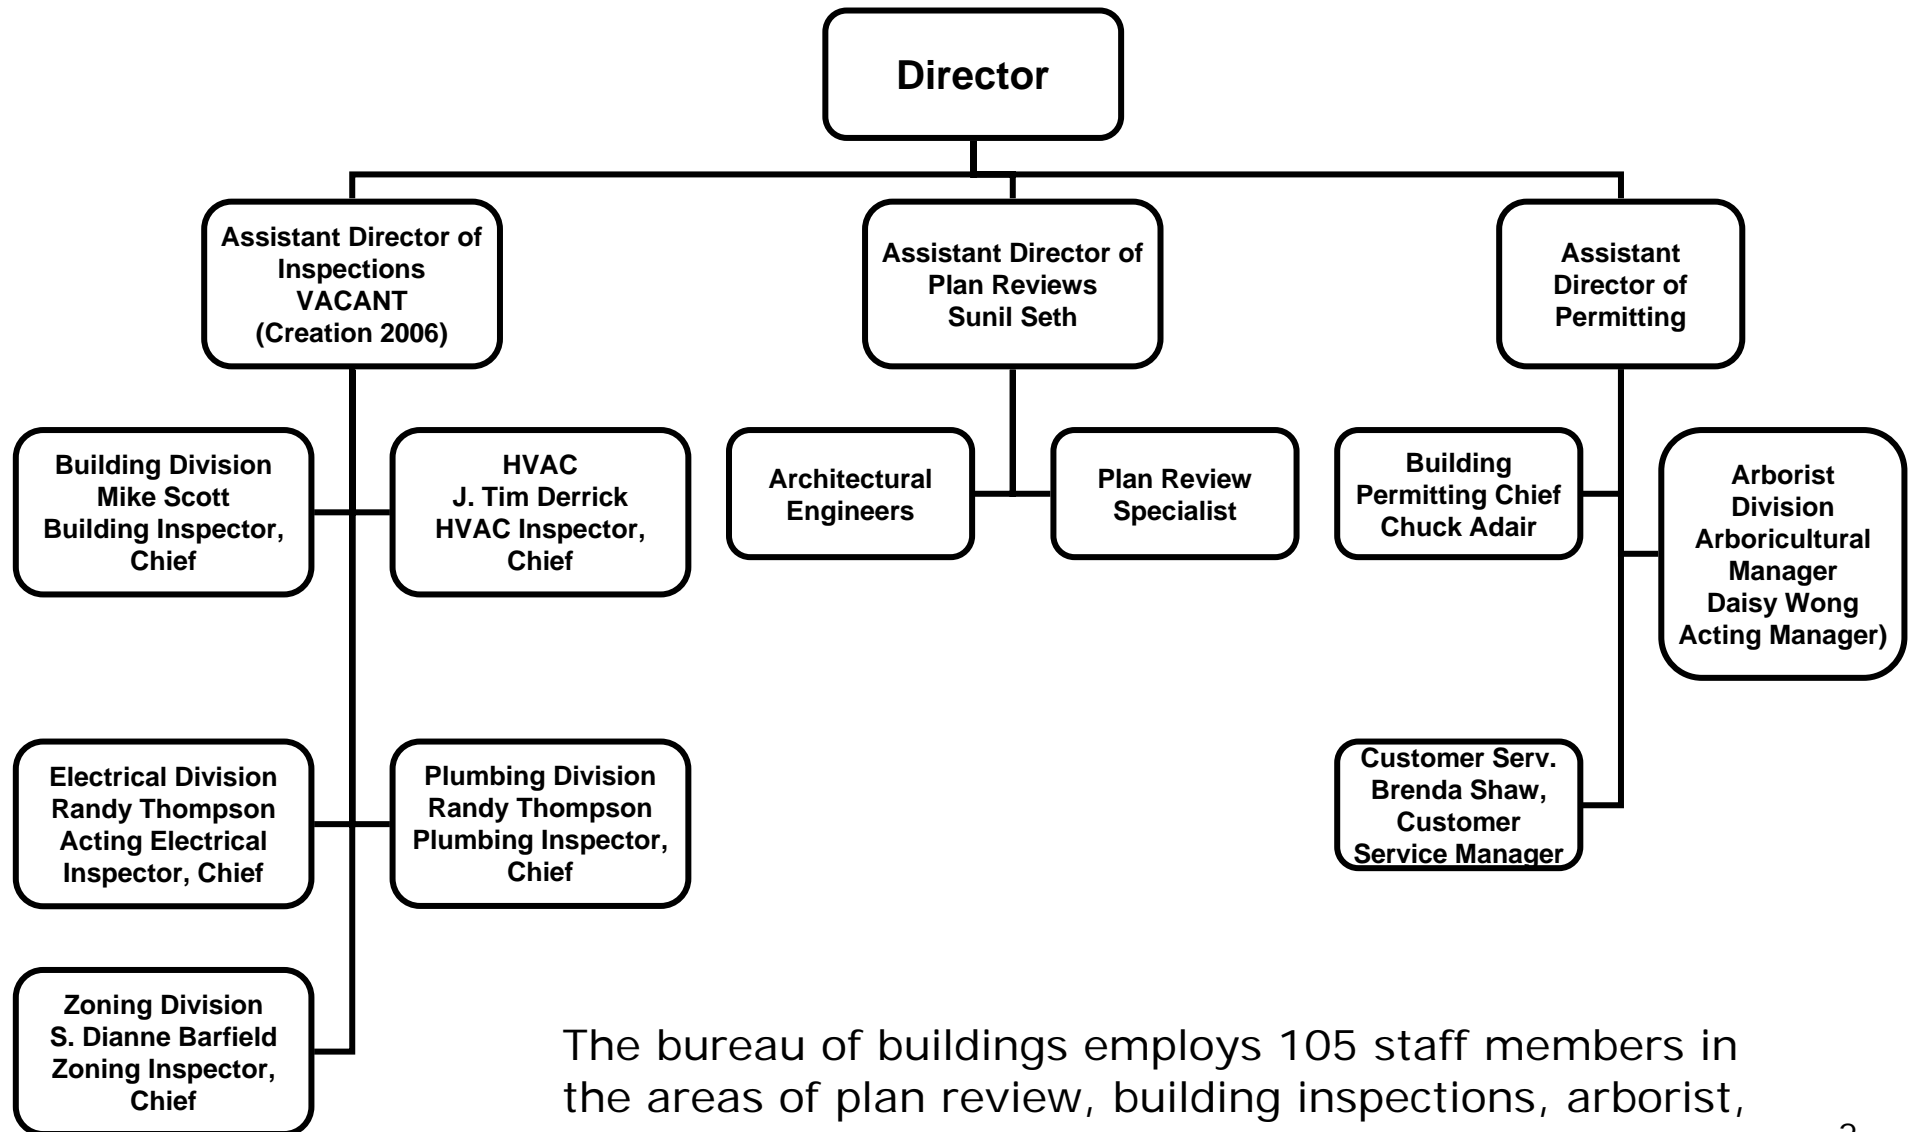 Director
Assistant Director of
Inspections
VACANT
(Creation 2006)
Assistant Director of
Plan Reviews
Sunil Seth
Assistant
Director of
Permitting
Building Division
Mike Scott
Building Inspector,
Chief
HVAC
J. Tim Derrick
HVAC Inspector,
Chief
Architectural
Engineers
Plan Review
Specialist
Building
Permitting Chief
Chuck Adair
Arborist
Division
Arboricultural
Manager
Daisy Wong
Acting Manager)
Electrical Division
Randy Thompson
Acting Electrical
Inspector, Chief
Plumbing Division
Randy Thompson
Plumbing Inspector,
Chief
Customer Serv.
Brenda Shaw,
Customer
Service Manager
Zoning Division
S. Dianne Barfield
Zoning Inspector,
Chief
The bureau of buildings employs 105 staff members in
the areas of plan review, building inspections, arborist,